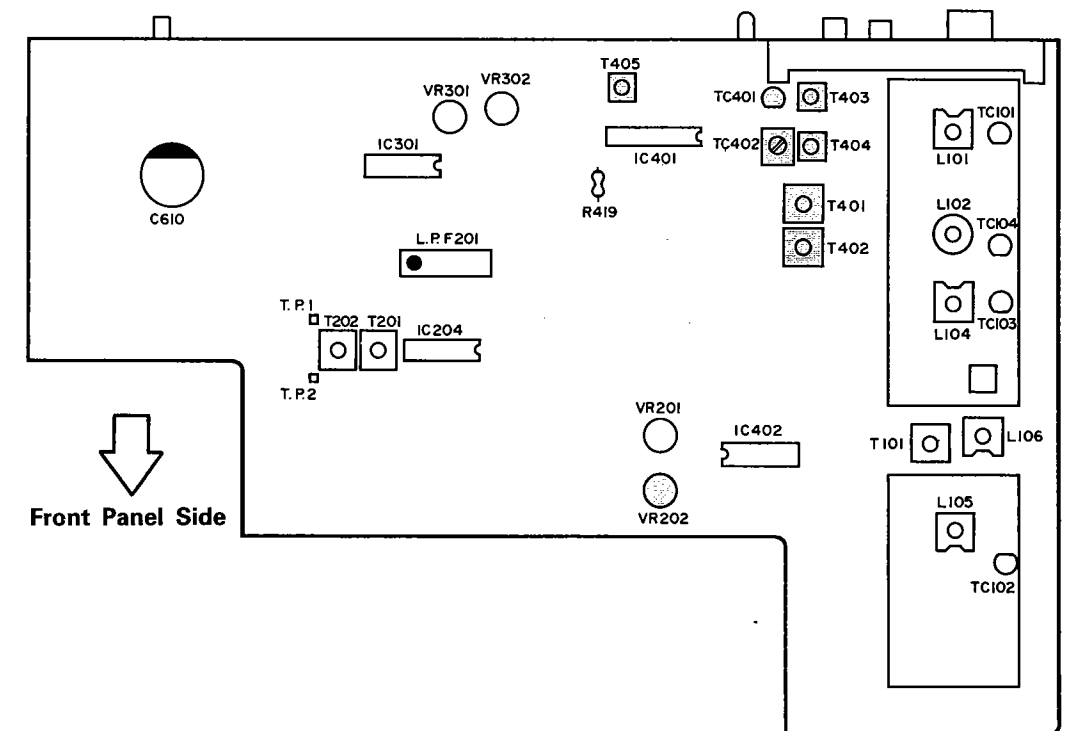 T405
VR301
VR302
TC401
T403
TC101
IC301
IC401
TC402
T404
L101
C610
R419
T401
L102
TC104
L.P.F201
T402
T.P.1
T202
T201
IC204
L104
TC103
T.P.2
VR201
IC402
T101
L106
Front Panel Side
VR202
L105
TC102